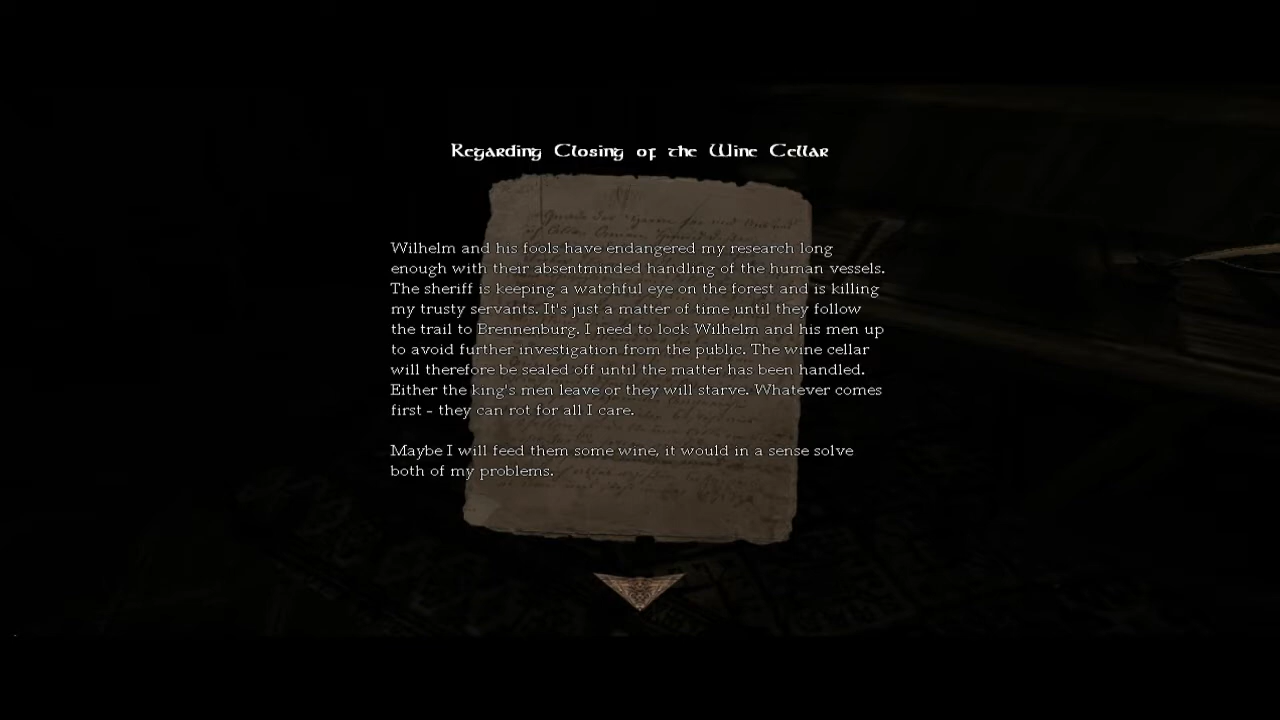 Regarding Closing of the Wine Cellar
Wilhelm and his fools have endangered my research long
enough with their absentminded handling of the human vessels.
The sheriff is keeping a watchful eye on the forest and is killing
my trusty servants. It's just a matter of time until they follow
the trail to Brennenburg. I need to lock Wilhelm and his men up
to avoid further investigation from the public. The wine cellar
will therefore be sealed off until the matter has been handled.
Either the king's men leave or they will starve. Whatever comes
first - they can rot for all I care.
Maybe I will feed them some wine, it would in a sense solve
both of my problems.